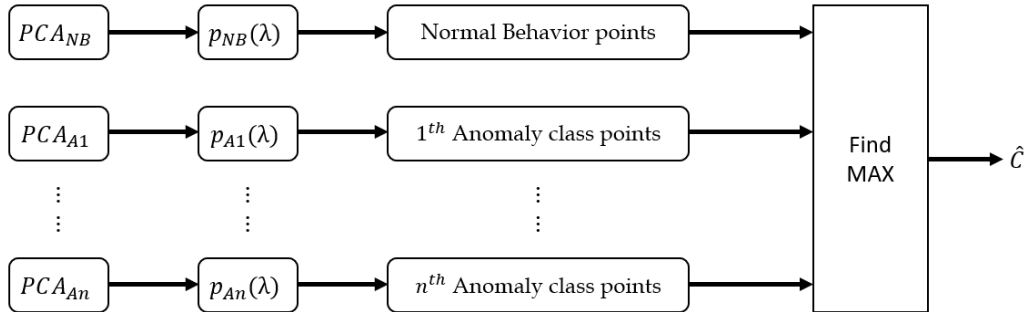 PCA_NB p_NB(λ) Normal Behavior points
PCA_A1 p_A1(λ) 1^th Anomaly class points
Find
MAX
Ĉ
⋮ ⋮ ⋮
⋮ ⋮ ⋮
PCA_An p_An(λ) n^th Anomaly class points